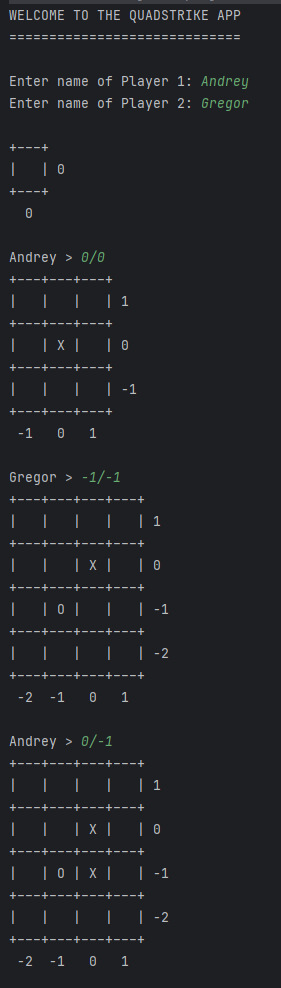 WELCOME TO THE QUADSTRIKE APP
=============================

Enter name of Player 1: Andrey
Enter name of Player 2: Gregor

+---+
|   | 0
+---+
  0

Andrey > 0/0
+---+---+---+
|   |   |   | 1
+---+---+---+
|   | X |   | 0
+---+---+---+
|   |   |   | -1
+---+---+---+
 -1   0   1

Gregor > -1/-1
+---+---+---+---+
|   |   |   |   | 1
+---+---+---+---+
|   |   | X |   | 0
+---+---+---+---+
|   | O |   |   | -1
+---+---+---+---+
|   |   |   |   | -2
+---+---+---+---+
 -2  -1   0   1

Andrey > 0/-1
+---+---+---+---+
|   |   |   |   | 1
+---+---+---+---+
|   |   | X |   | 0
+---+---+---+---+
|   | O | X |   | -1
+---+---+---+---+
|   |   |   |   | -2
+---+---+---+---+
 -2  -1   0   1